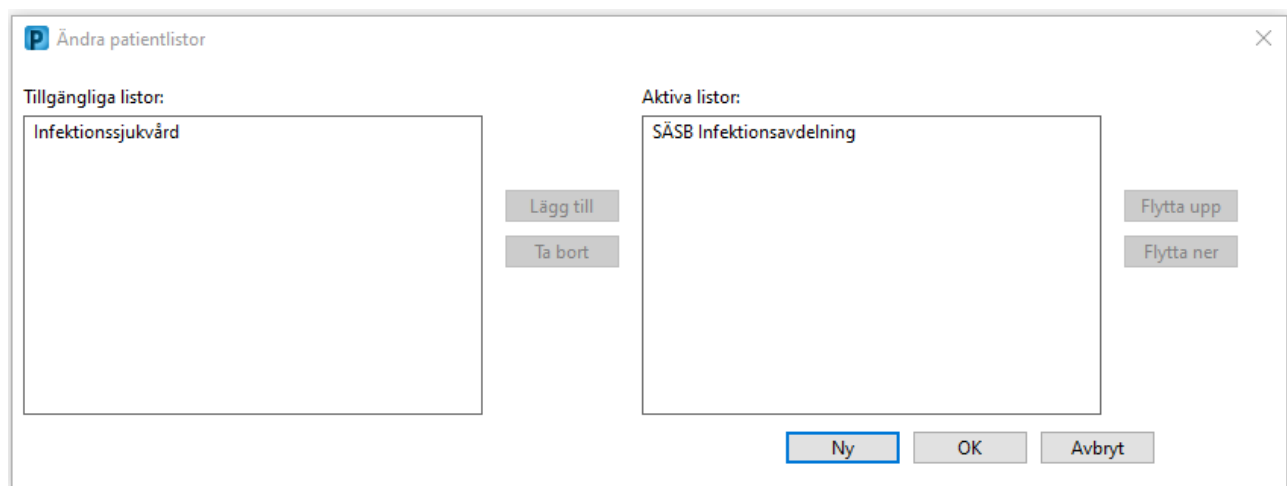 Ändra patientlistor
Tillgängliga listor:
Aktiva listor:
Infektionssjukvård
SÄSB Infektionsavdelning
Lägg till
Flytta upp
Ta bort
Flytta ner
Ny
OK
Avbryt